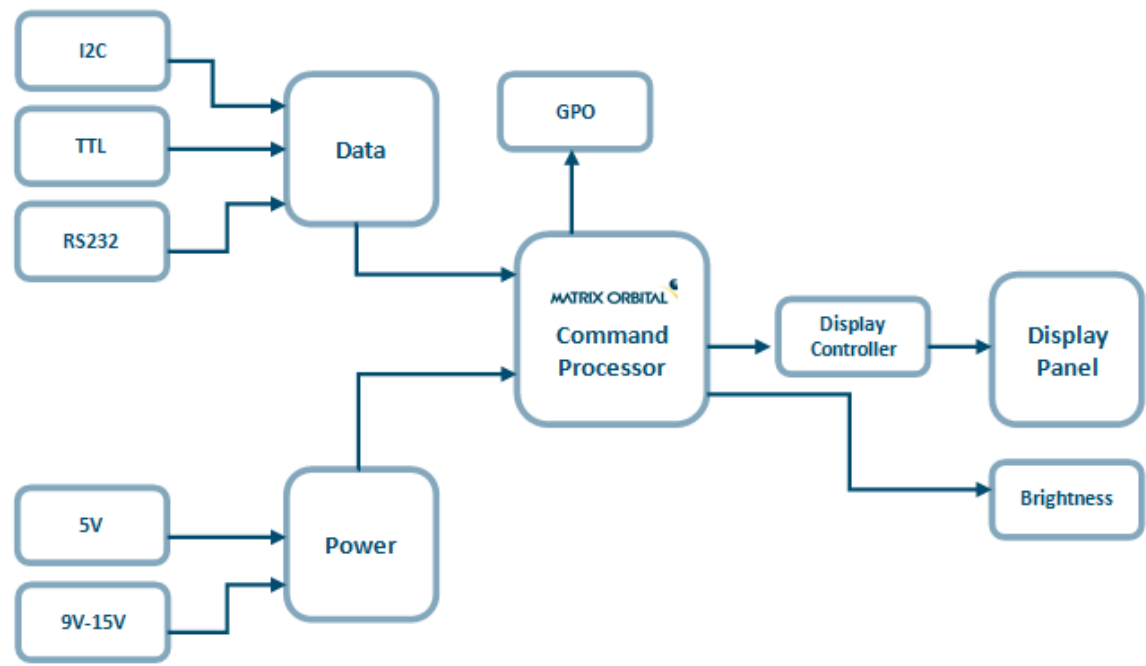 I2C
TTL
RS232
Data
GPO
MATRIX ORBITAL
Command
Processor
Display
Controller
Display
Panel
Brightness
5V
9V-15V
Power